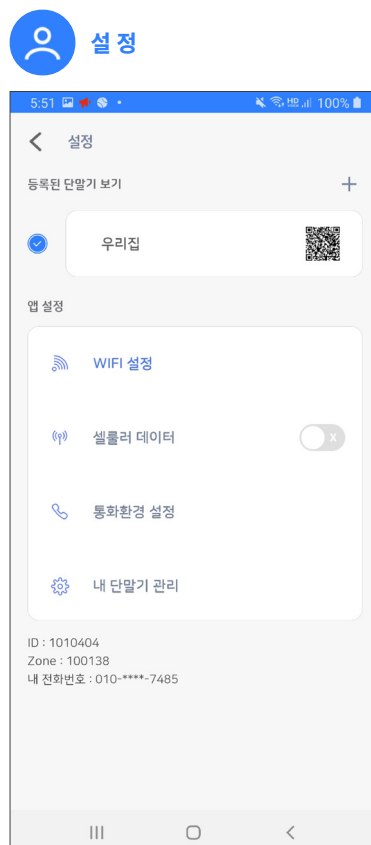 설 정
5:51 100%
설정
등록된 단말기 보기
우리집
앱 설정
WIFI 설정
셀룰러 데이터 X
통화환경 설정
내 단말기 관리
ID : 1010404
Zone : 100138
내 전화번호 : 010-****-7485